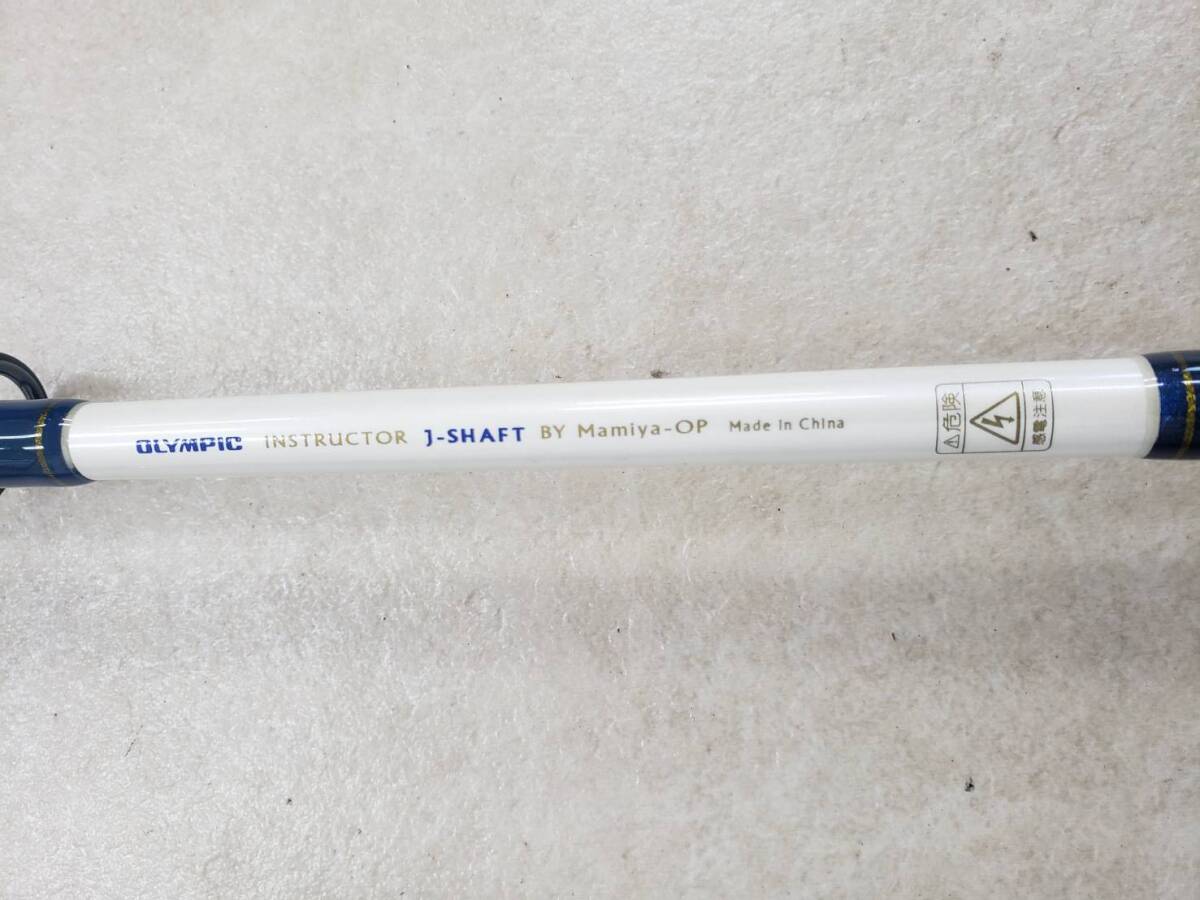 OLYMPIC INSTRUCTOR J-SHAFT BY Mamiya-OP Made In China
⚠危険
感電注意